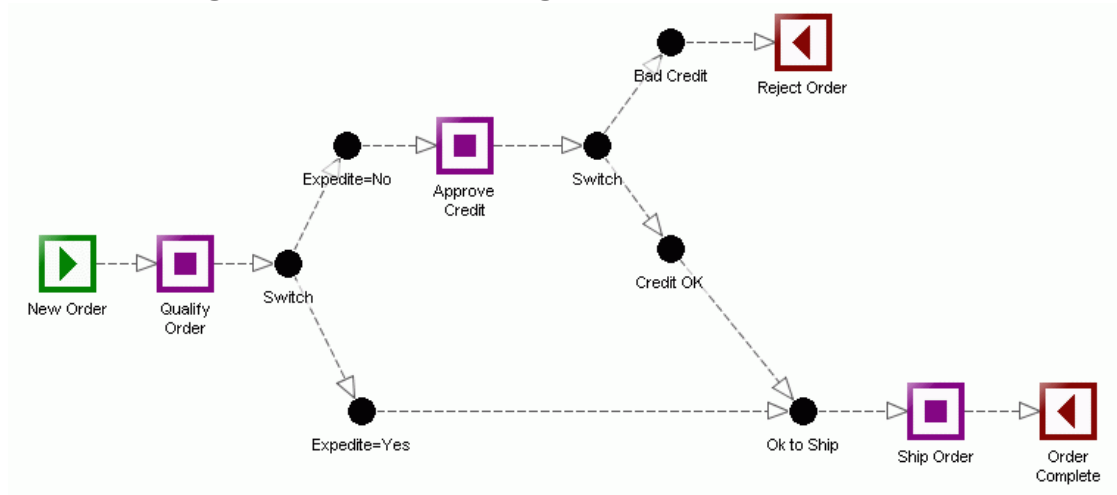 Bad Credit
Reject Order
Expedite=No
Approve
Credit
Switch
New Order
Qualify
Order
Switch
Credit OK
Expedite=Yes
Ok to Ship
Ship Order
Order
Complete